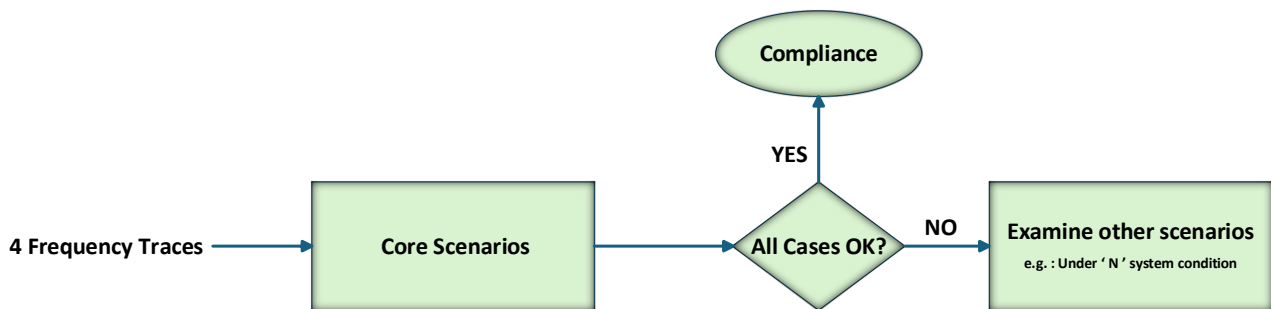 Compliance
YES
4 Frequency Traces
Core Scenarios
All Cases OK?
NO
Examine other scenarios
e.g. : Under ‘ N ’ system condition